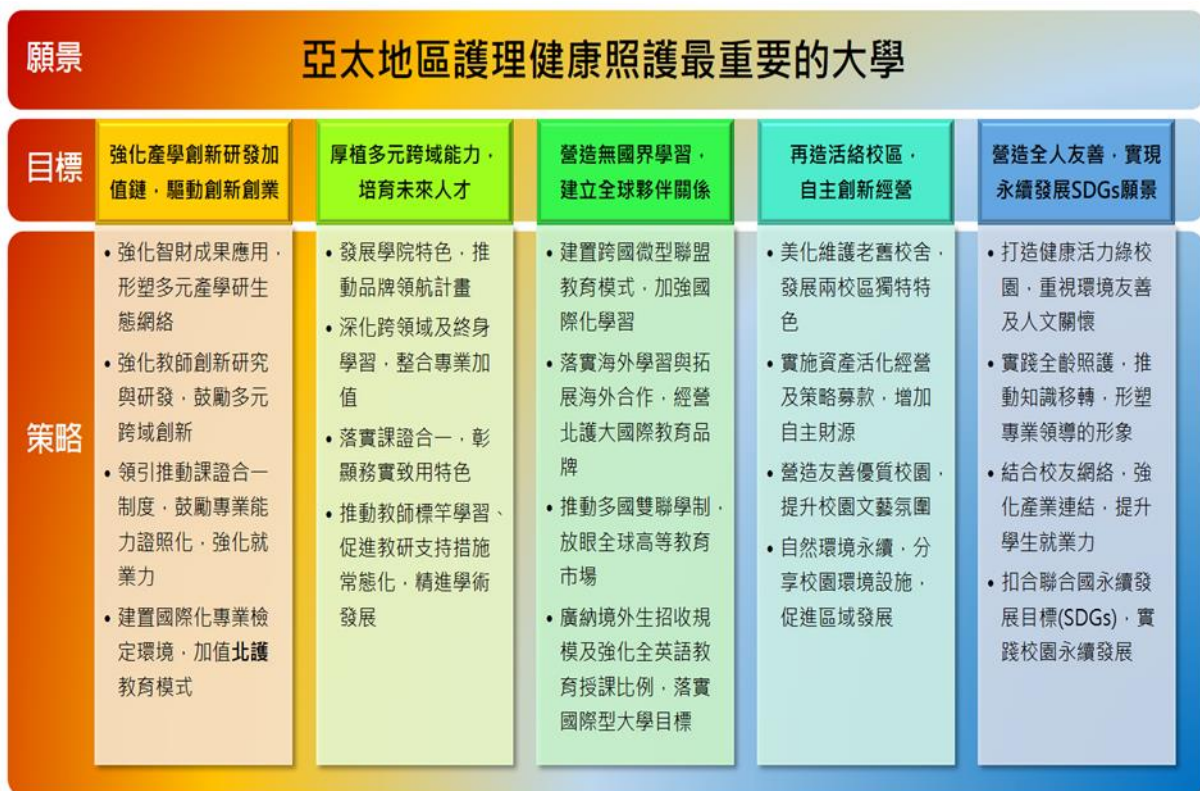 願景
亞太地區護理健康照護最重要的大學
目標
強化產學創新研發加
值鏈，驅動創新創業
厚植多元跨域能力，
培育未來人才
營造無國界學習，
建立全球夥伴關係
再造活絡校區，
自主創新經營
營造全人友善，實現
永續發展SDGs願景
策略
• 強化智財成果應用，
形塑多元產學研生
態網絡
• 強化教師創新研究
與研發，鼓勵多元
跨域創新
• 領引推動課證合一
制度，鼓勵專業能
力證照化，強化就
業力
• 建置國際化專業檢
定環境，加值北護
教育模式
• 發展學院特色，推
動品牌領航計畫
• 深化跨領域及終身
學習，整合專業加
值
• 落實課證合一，彰
顯務實致用特色
• 推動教師標竿學習、
促進教研支持措施
常態化，精進學術
發展
• 建置跨國微型聯盟
教育模式，加強國
際化學習
• 落實海外學習與拓
展海外合作，經營
北護大國際教育品
牌
• 推動多國雙聯學制，
放眼全球高等教育
市場
• 廣納境外生招收規
模及強化全英語教
育授課比例，落實
國際型大學目標
• 美化維護老舊校舍，
發展兩校區獨特特
色
• 實施資產活化經營
及策略募款，增加
自主財源
• 營造友善優質校園，
提升校園文藝氛圍
• 自然環境永續，分
享校園環境設施，
促進區域發展
• 打造健康活力綠校
園，重視環境友善
及人文關懷
• 實踐全齡照護，推
動知識移轉，形塑
專業領導的形象
• 結合校友網絡，強
化產業連結，提升
學生就業力
• 扣合聯合國永續發
展目標(SDGs)，實
踐校園永續發展